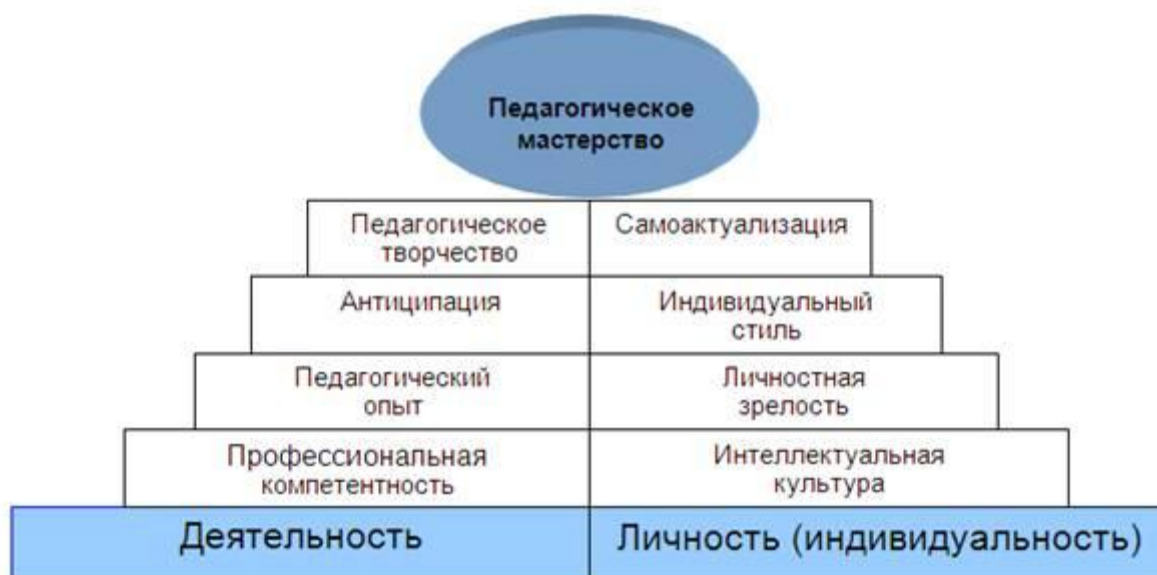 Педагогическое
мастерство
Педагогическое
творчество
Самоактуализация
Антиципация
Индивидуальный
стиль
Педагогический
опыт
Личностная
зрелость
Профессиональная
компетентность
Интеллектуальная
культура
Деятельность
Личность (индивидуальность)